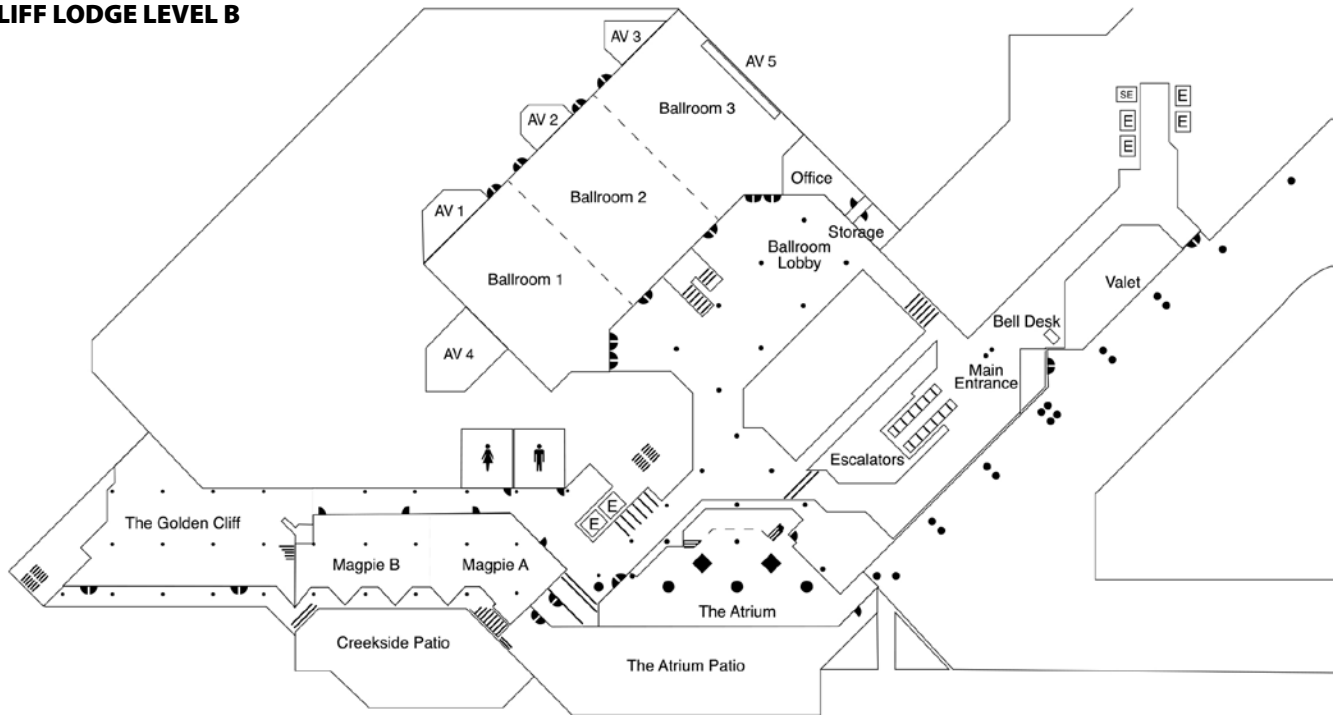 LIFF LODGE LEVEL B
AV 3
AV 5
SE
E
E
E
E
Ballroom 3
AV 2
Office
Ballroom 2
AV 1
Storage
Ballroom
Lobby
Ballroom 1
Valet
Bell Desk
AV 4
Main
Entrance
Escalators
E
E
The Golden Cliff
Magpie B
Magpie A
The Atrium
Creekside Patio
The Atrium Patio